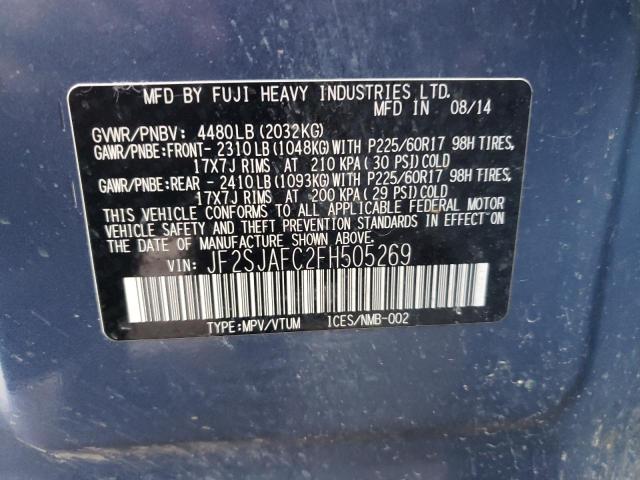 MFD BY FUJI HEAVY INDUSTRIES LTD.
MFD IN 08/14
GVWR/PNBV: 4480LB(2032KG)
GAWR/PNBE:FRONT- 2310LB(1048KG)WITH P225/60R17 98H TIRES,
17X7J RIMS AT 210 KPA(30 PSI)COLD
GAWR/PNBE:REAR - 2410LB(1093KG)WITH P225/60R17 98H TIRES,
17X7J RIMS AT 200 KPA(29 PSI)COLD
THIS VEHICLE CONFORMS TO ALL APPLICABLE FEDERAL MOTOR
VEHICLE SAFETY AND THEFT PREVENTION STANDARDS IN EFFECT ON
THE DATE OF MANUFACTURE SHOWN ABOVE.
VIN: JF2SJAFC2FH505269
TYPE:MPV/VTUM ICES/NMB-002